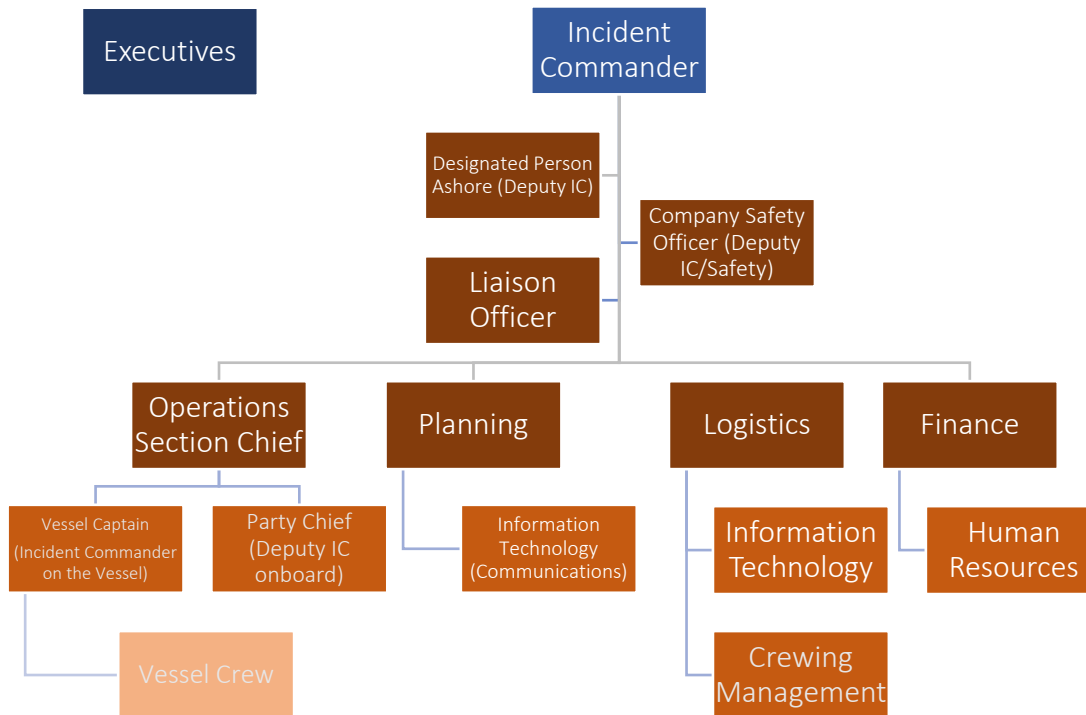 Executives
Incident
Commander
Designated Person
Ashore (Deputy IC)
Company Safety
Officer (Deputy
IC/Safety)
Liaison
Officer
Operations
Section Chief
Planning
Logistics
Finance
Vessel Captain
(Incident Commander
on the Vessel)
Party Chief
(Deputy IC
onboard)
Information
Technology
(Communications)
Information
Technology
Human
Resources
Vessel Crew
Crewing
Management